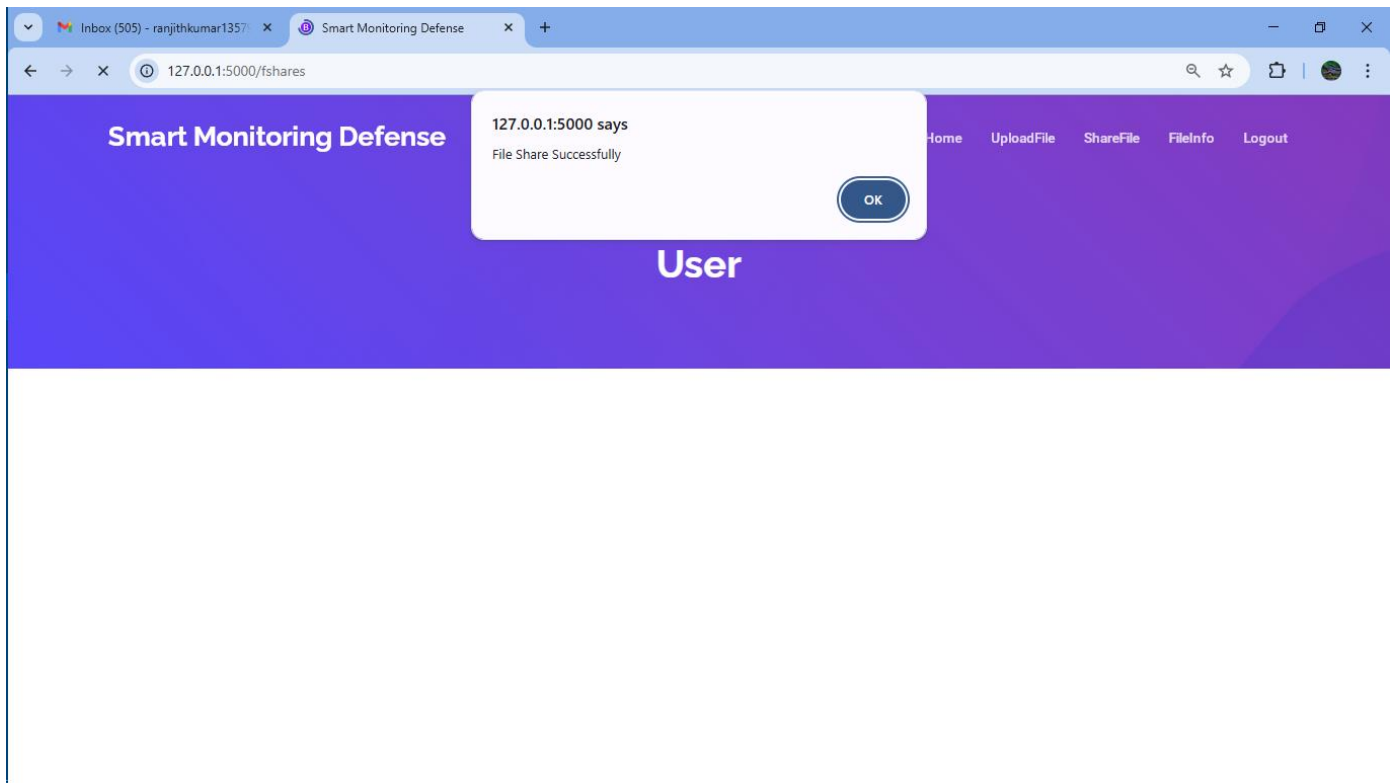 Inbox (505) - ranjithkumar1357
Smart Monitoring Defense
127.0.0.1:5000/fshares
Smart Monitoring Defense
127.0.0.1:5000 says
File Share Successfully
OK
Home UploadFile ShareFile FileInfo Logout
User